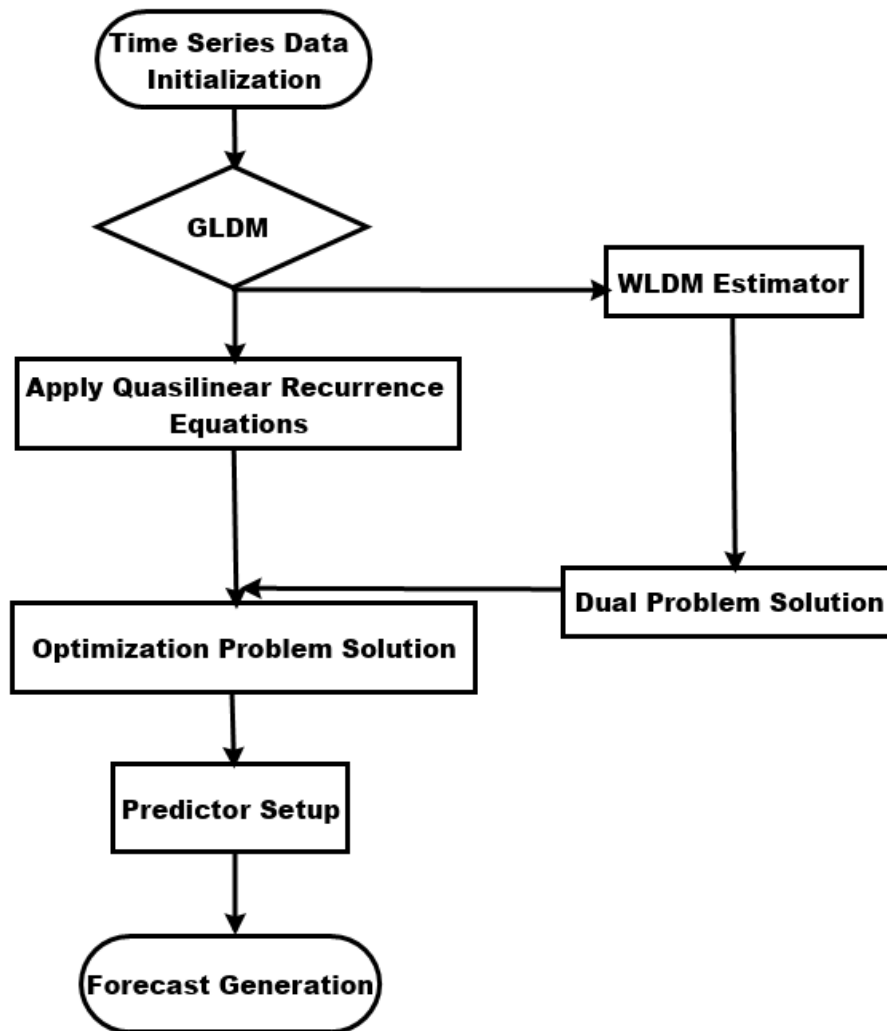 Time Series Data
Initialization
GLDM
WLDM Estimator
Apply Quasilinear Recurrence
Equations
Dual Problem Solution
Optimization Problem Solution
Predictor Setup
Forecast Generation